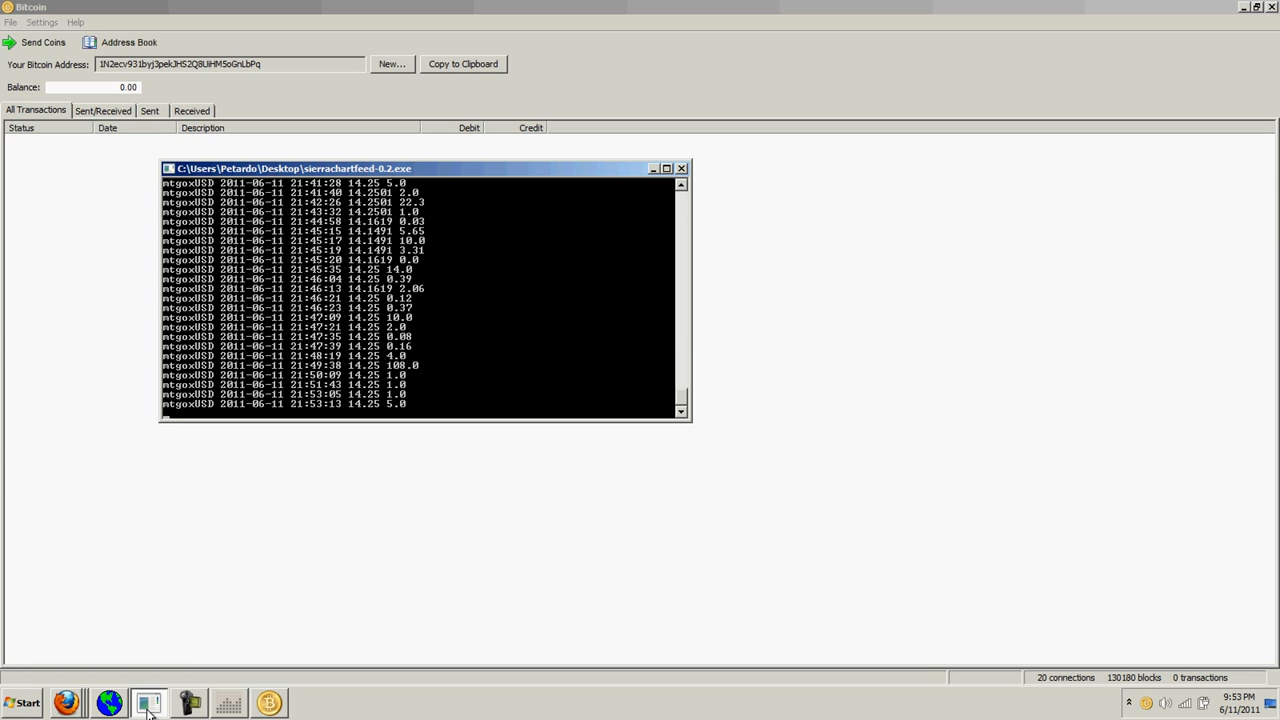 Bitcoin
File Settings Help
Send Coins Address Book
Your Bitcoin Address: 1N2ecv931byj3pekJHS2Q8UiHM5oGnLbPq New... Copy to Clipboard
Balance: 0.00
All Transactions Sent/Received Sent Received
Status Date Description Debit Credit
C:\Users\Petardo\Desktop\sierrachartfeed-0.2.exe
mtgoxUSD 2011-06-11 21:41:28 14.25 5.0
mtgoxUSD 2011-06-11 21:41:40 14.2501 2.0
mtgoxUSD 2011-06-11 21:42:26 14.2501 22.3
mtgoxUSD 2011-06-11 21:43:32 14.2501 1.0
mtgoxUSD 2011-06-11 21:44:58 14.1619 0.03
mtgoxUSD 2011-06-11 21:45:15 14.1491 5.65
mtgoxUSD 2011-06-11 21:45:17 14.1491 10.0
mtgoxUSD 2011-06-11 21:45:19 14.1491 3.31
mtgoxUSD 2011-06-11 21:45:20 14.1619 0.0
mtgoxUSD 2011-06-11 21:45:35 14.25 14.0
mtgoxUSD 2011-06-11 21:46:04 14.25 0.39
mtgoxUSD 2011-06-11 21:46:13 14.1619 2.06
mtgoxUSD 2011-06-11 21:46:21 14.25 0.12
mtgoxUSD 2011-06-11 21:46:23 14.25 0.37
mtgoxUSD 2011-06-11 21:47:09 14.25 10.0
mtgoxUSD 2011-06-11 21:47:21 14.25 2.0
mtgoxUSD 2011-06-11 21:47:35 14.25 0.08
mtgoxUSD 2011-06-11 21:47:39 14.25 0.16
mtgoxUSD 2011-06-11 21:48:19 14.25 4.0
mtgoxUSD 2011-06-11 21:49:38 14.25 108.0
mtgoxUSD 2011-06-11 21:50:09 14.25 1.0
mtgoxUSD 2011-06-11 21:51:43 14.25 1.0
mtgoxUSD 2011-06-11 21:53:05 14.25 1.0
mtgoxUSD 2011-06-11 21:53:13 14.25 5.0
20 connections 130180 blocks 0 transactions
Start
9:53 PM
6/11/2011